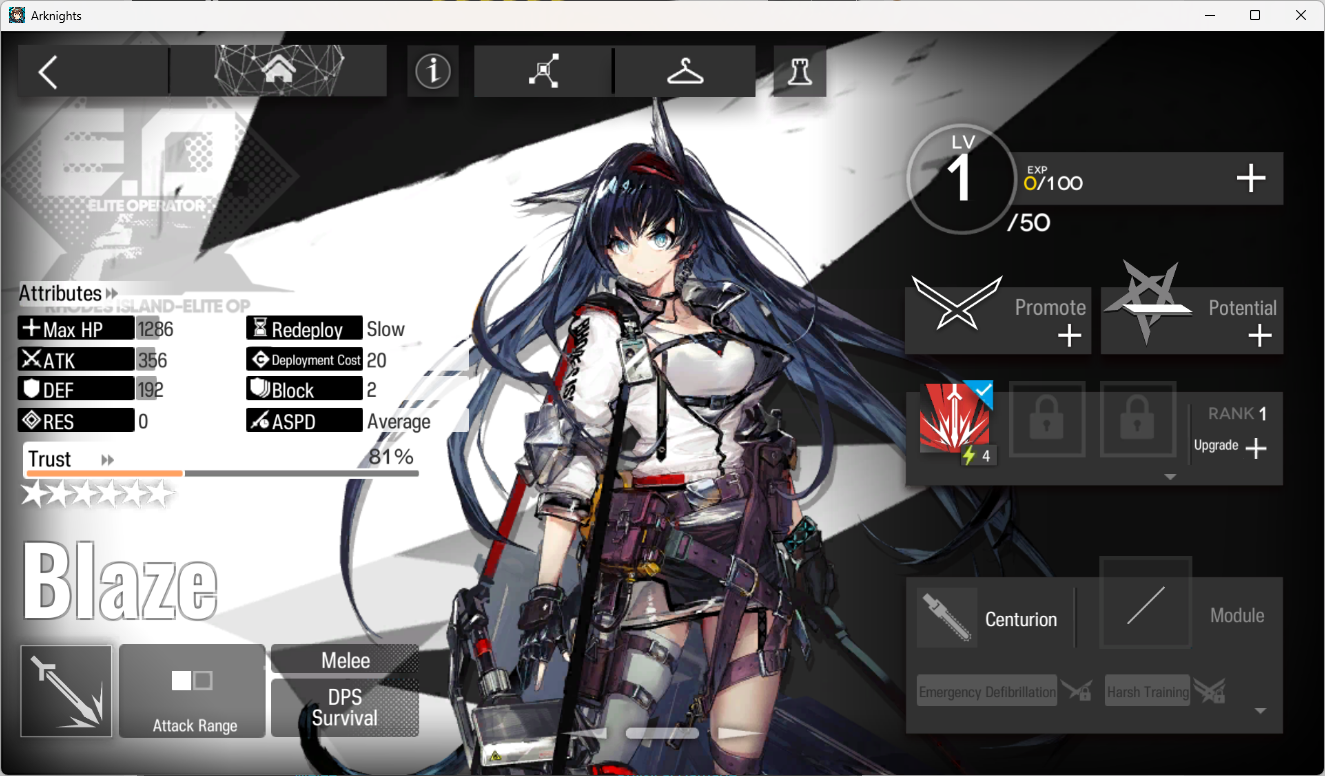 Arknights
LV
1
EXP
0/100
/50
E.O
ELITE OPERATOR
RHODES ISLAND-ELITE OP
Attributes
Max HP 1286
Redeploy Slow
ATK 356
Deployment Cost 20
DEF 192
Block 2
RES 0
ASPD Average
Trust 81%
Promote
Potential
4
RANK 1
Upgrade
Blaze
Centurion
Module
Emergency Defibrillation
Harsh Training
Attack Range
Melee
DPS
Survival